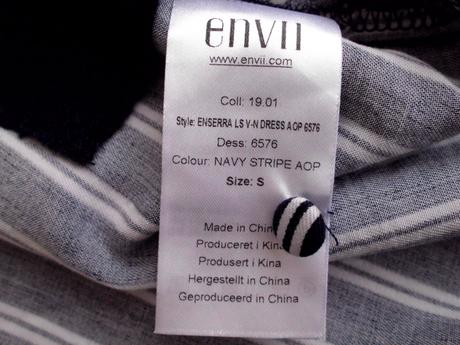 envii
www.envii.com
Coll: 19.01
Style: ENSERRA LS V-N DRESS AOP 6576
Dess: 6576
Colour: NAVY STRIPE AOP
Size: S
Made in China
Produceret i Kina
Produsert i Kina
Hergestellt in China
Geproduceerd in China